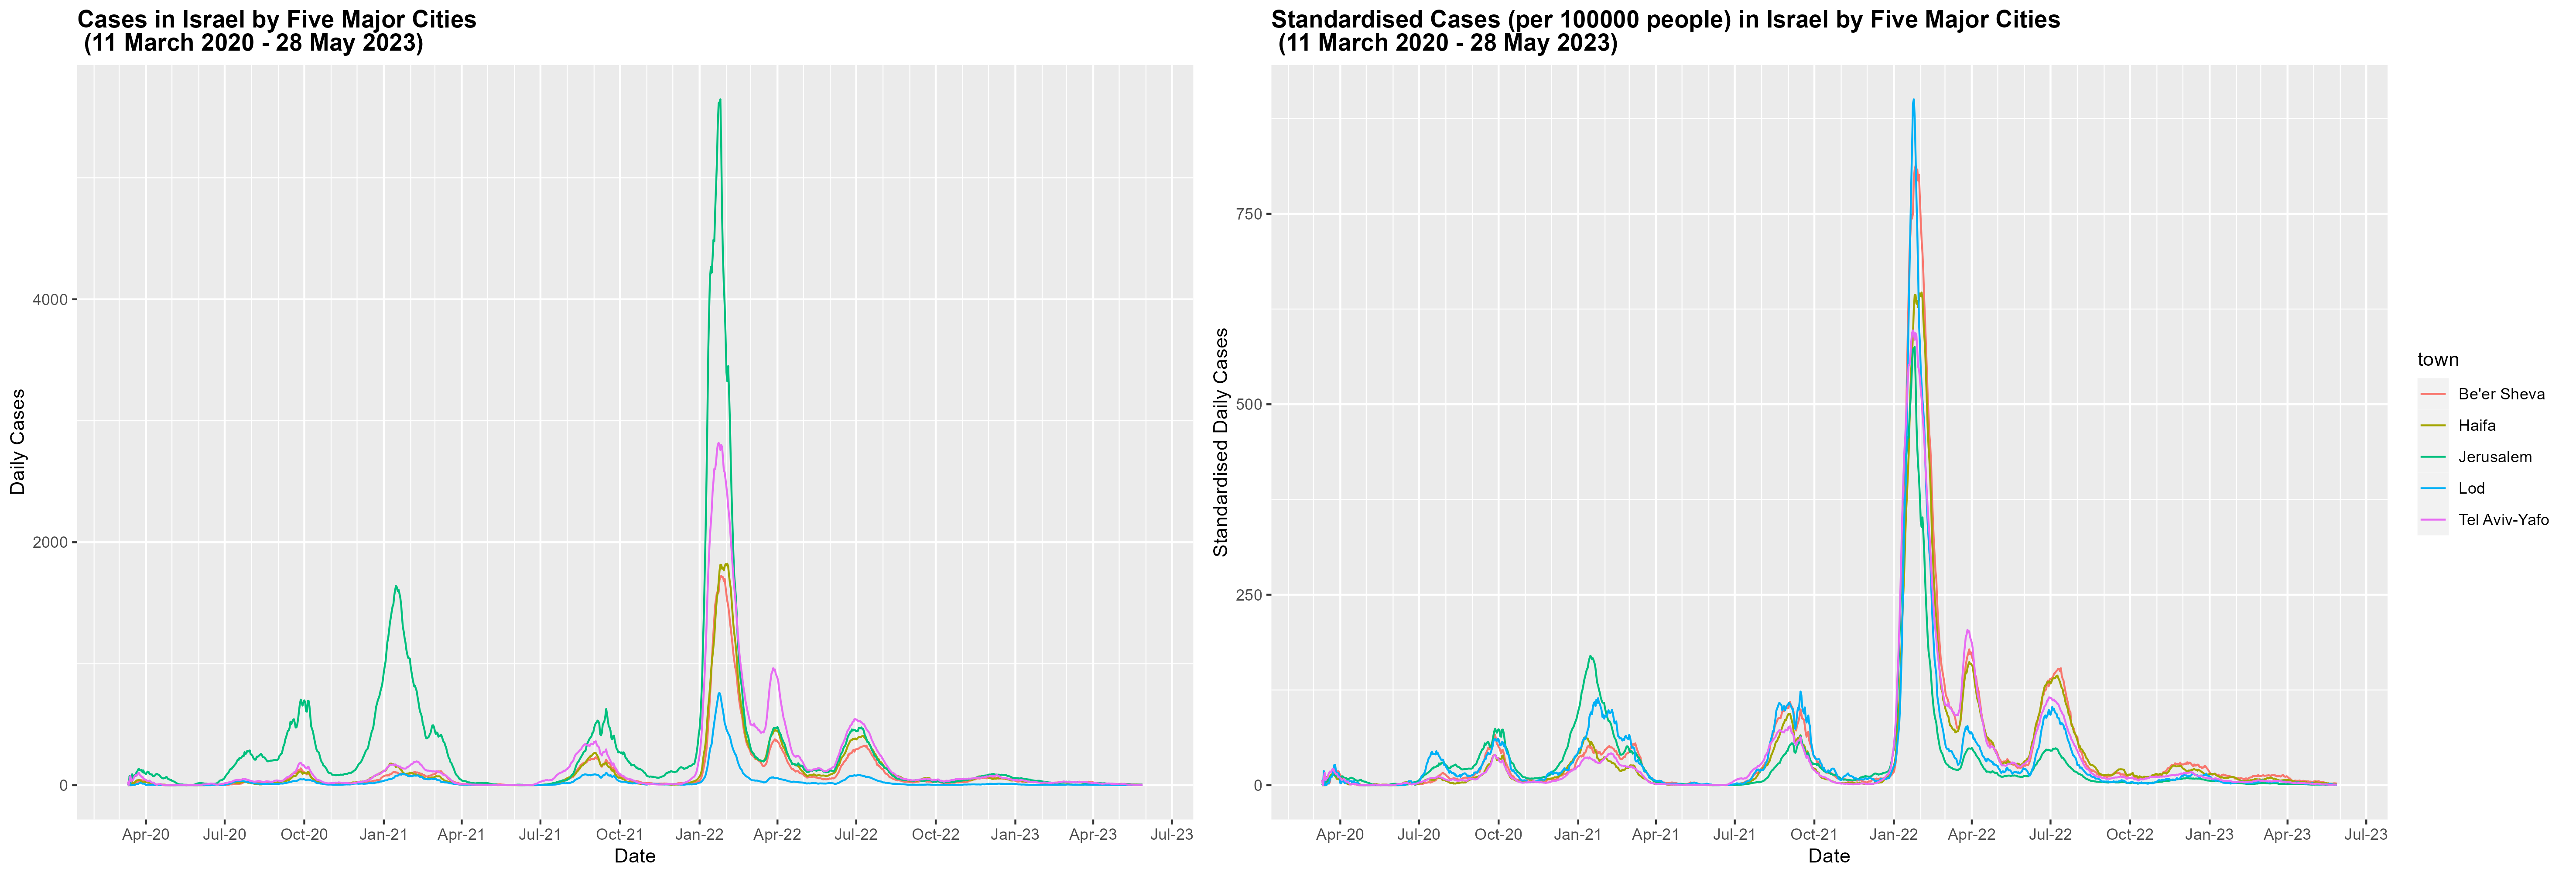 Cases in Israel by Five Major Cities
(11 March 2020 - 28 May 2023)
Daily Cases
4000
2000
0
Apr-20 Jul-20 Oct-20 Jan-21 Apr-21 Jul-21 Oct-21 Jan-22 Apr-22 Jul-22 Oct-22 Jan-23 Apr-23 Jul-23
Date
Standardised Cases (per 100000 people) in Israel by Five Major Cities
(11 March 2020 - 28 May 2023)
Standardised Daily Cases
750
500
250
0
Apr-20 Jul-20 Oct-20 Jan-21 Apr-21 Jul-21 Oct-21 Jan-22 Apr-22 Jul-22 Oct-22 Jan-23 Apr-23 Jul-23
Date
town
Be'er Sheva
Haifa
Jerusalem
Lod
Tel Aviv-Yafo